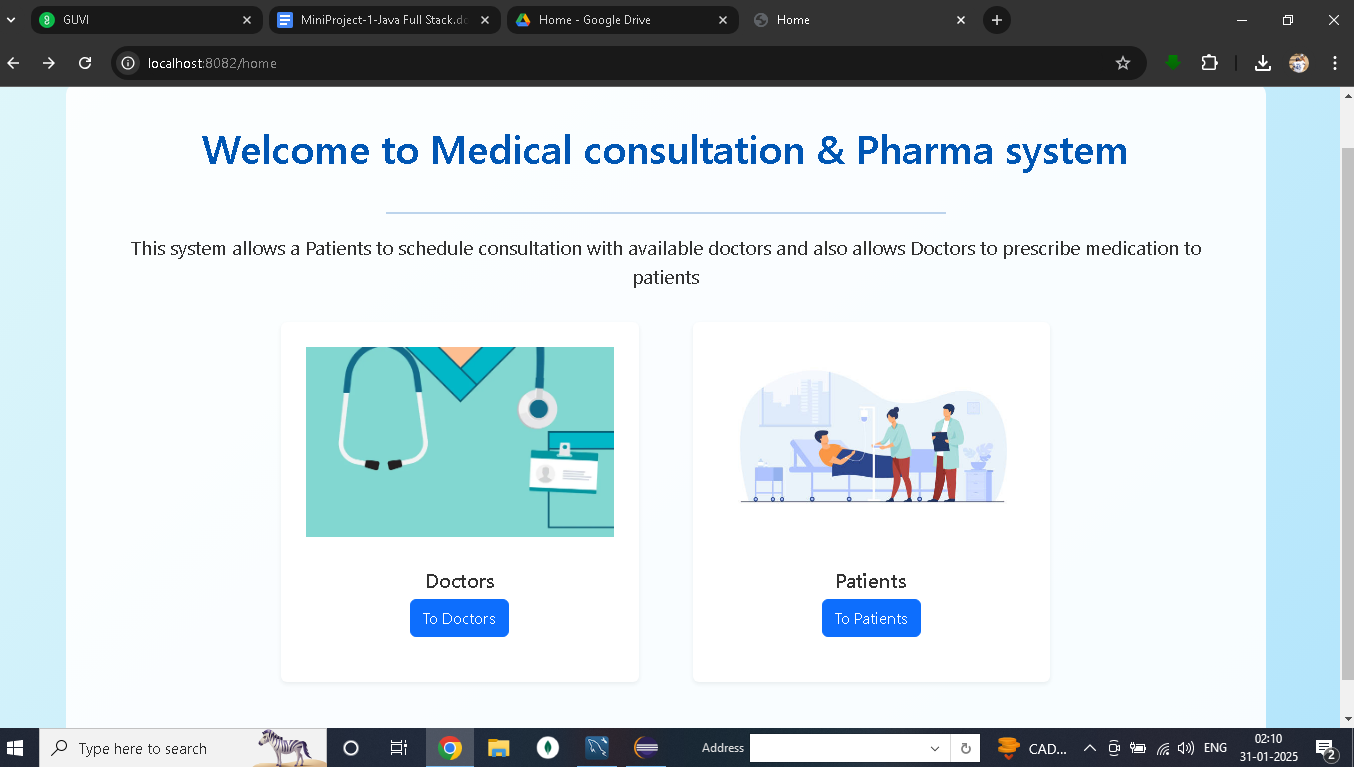 GUVI
MiniProject-1-Java Full Stack.do
Home - Google Drive
Home
localhost:8082/home
Welcome to Medical consultation & Pharma system
This system allows a Patients to schedule consultation with available doctors and also allows Doctors to prescribe medication to
patients
Doctors
To Doctors
Patients
To Patients
Type here to search
Address
CAD...
ENG
02:10
31-01-2025
2